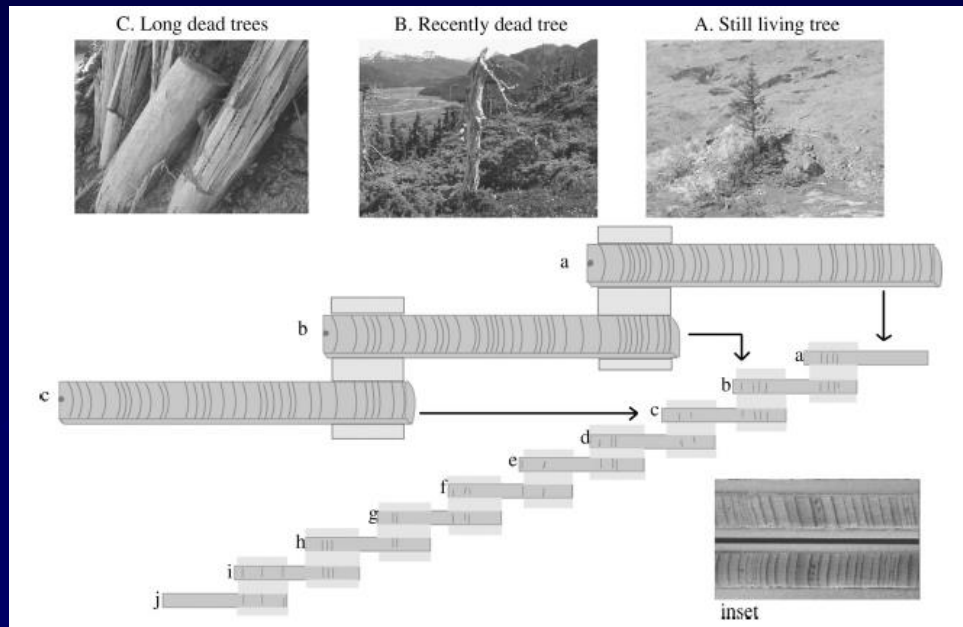 C. Long dead trees
B. Recently dead tree
A. Still living tree
a
b
c
a
b
c
d
e
f
g
h
i
j
inset